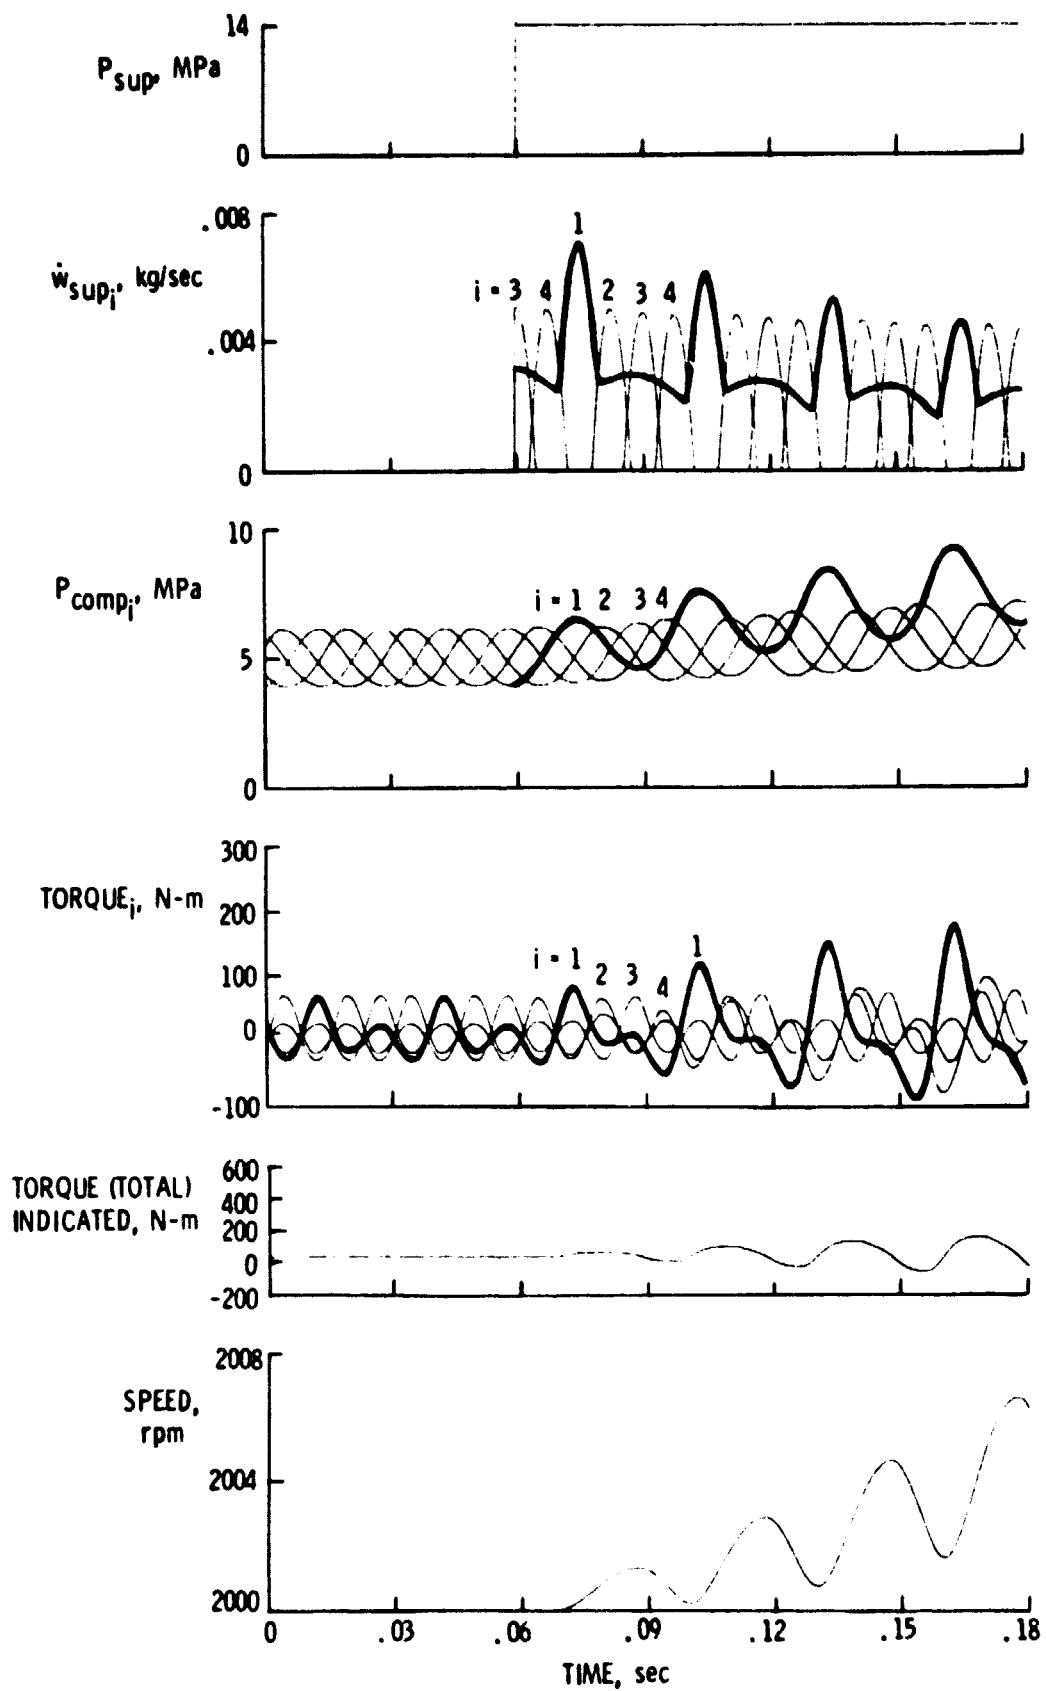 14
P_sup, MPa
0
.008
1
ẇ_sup_i, kg/sec
i = 3 4 2 3 4
.004
0
10
P_comp_i, MPa
i = 1 2 3 4
5
0
300
TORQUE_i, N-m
200
i = 1 2 3 4 1
100
0
-100
600
TORQUE (TOTAL)
400
INDICATED, N-m
200
0
-200
2008
SPEED,
rpm
2004
2000
0 .03 .06 .09 .12 .15 .18
TIME, sec